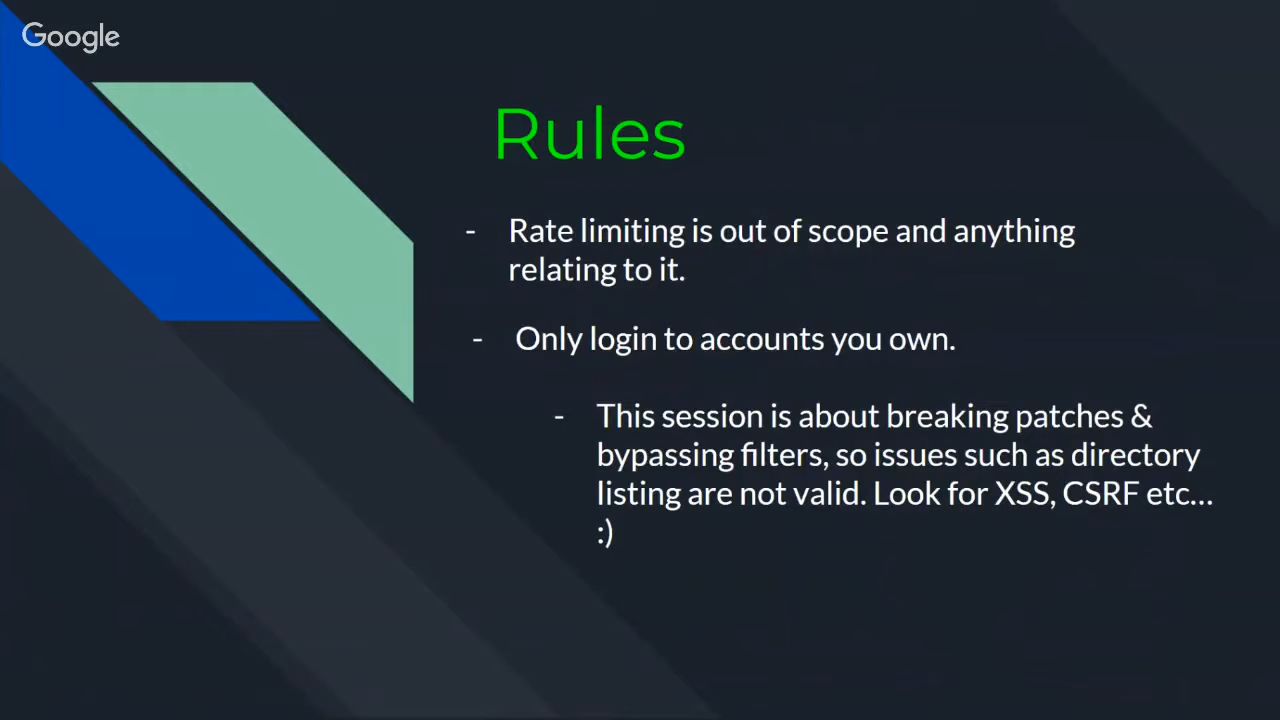 Google
Rules
- Rate limiting is out of scope and anything
relating to it.
- Only login to accounts you own.
- This session is about breaking patches &
bypassing filters, so issues such as directory
listing are not valid. Look for XSS, CSRF etc...
:)